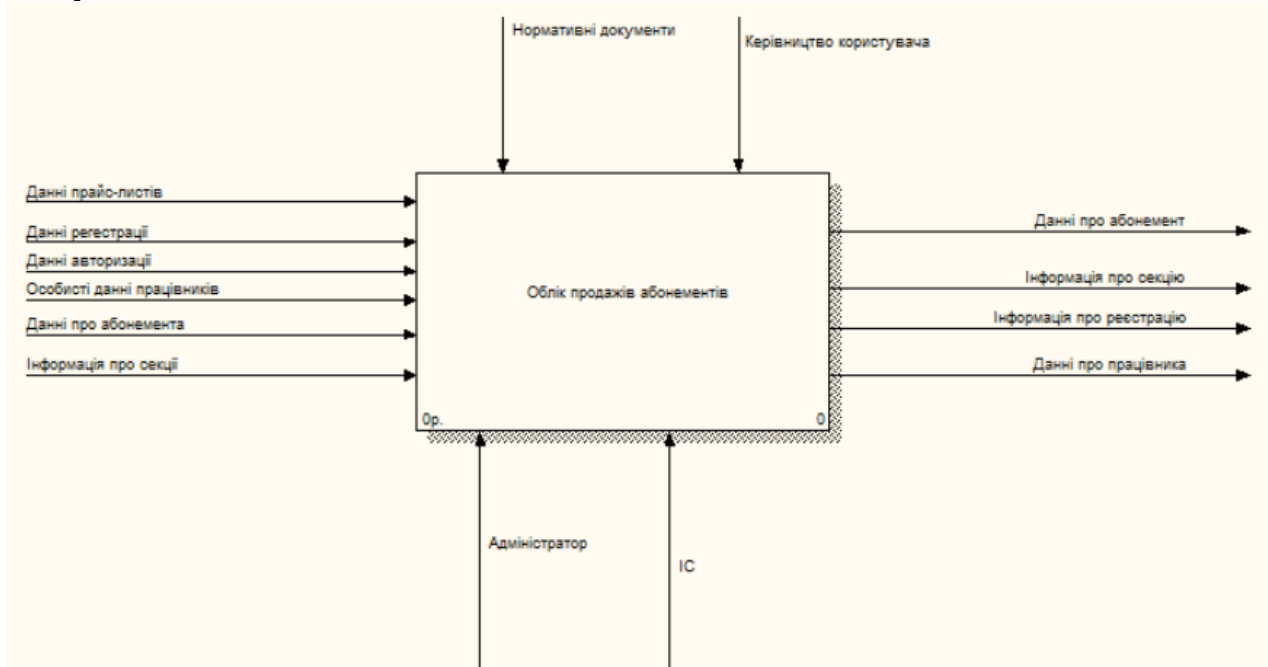 Нормативні документи
Керівництво користувача
Данні прайс-листів
Данні регестрації
Данні авторизації
Особисті данні працівників
Данні про абонемента
Інформація про секції
Облік продажів абонементів
0р.
0
Данні про абонемент
Інформація про секцію
Інформація про реєстрацію
Данні про працівника
Адміністратор
ІС